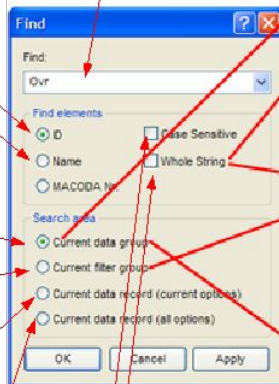 Find
Find:
Ovr
Find elements
ID
Case Sensitive
Name
Whole String
MACODA Nr.
Search area
Current data group
Current filter group
Current data record (current options)
Current data record (all options)
OK
Cancel
Apply